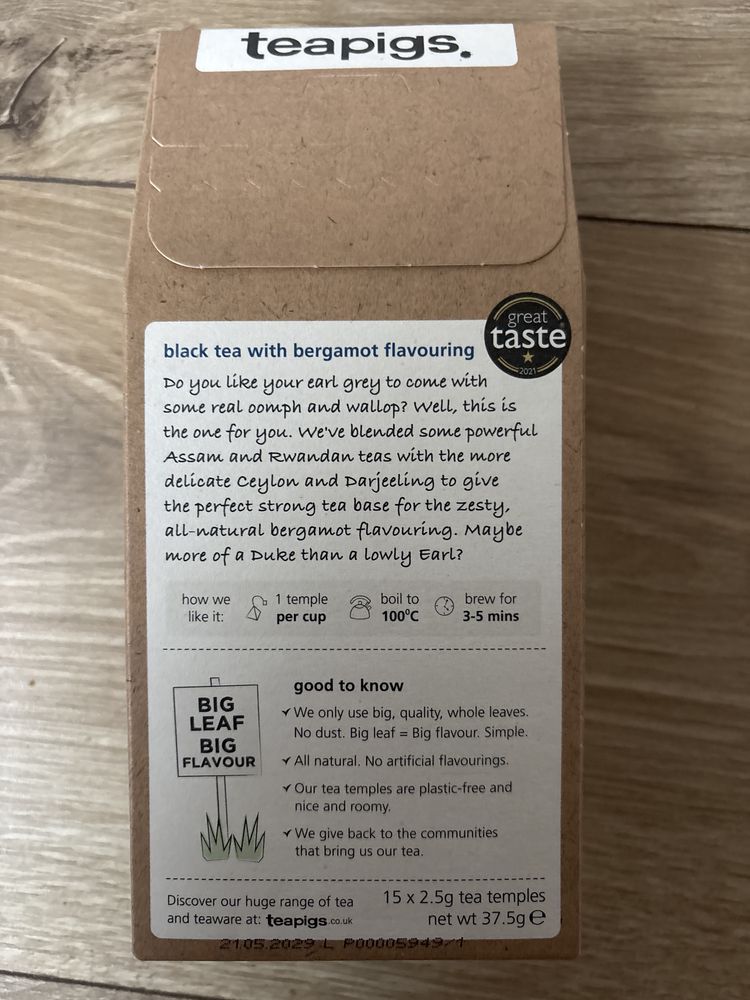 teapigs.
great
taste
2021
black tea with bergamot flavouring
Do you like your earl grey to come with
some real oomph and wallop? Well, this is
the one for you. We've blended some powerful
Assam and Rwandan teas with the more
delicate Ceylon and Darjeeling to give
the perfect strong tea base for the zesty,
all-natural bergamot flavouring. Maybe
more of a Duke than a lowly Earl?
how we
like it:
1 temple
per cup
boil to
100⁰C
brew for
3-5 mins
BIG
LEAF
BIG
FLAVOUR
good to know
We only use big, quality, whole leaves.
No dust. Big leaf = Big flavour. Simple.
All natural. No artificial flavourings.
Our tea temples are plastic-free and
nice and roomy.
We give back to the communities
that bring us our tea.
Discover our huge range of tea
and teaware at: teapigs.co.uk
15 x 2.5g tea temples
net wt 37.5g ℮
21.05.2029 L P00005949/1